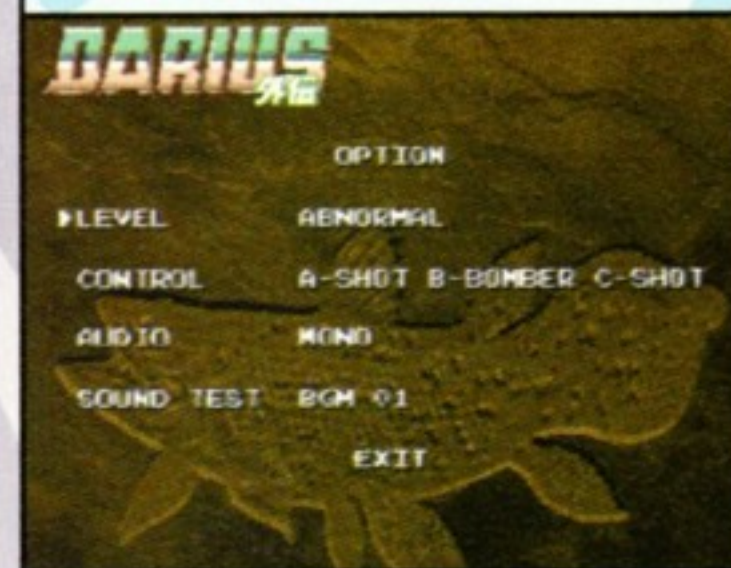 DARIUS
外伝
OPTION
LEVEL ABNORMAL
CONTROL A-SHOT B-BOMBER C-SHOT
AUDIO MONO
SOUND TEST BGM 01
EXIT